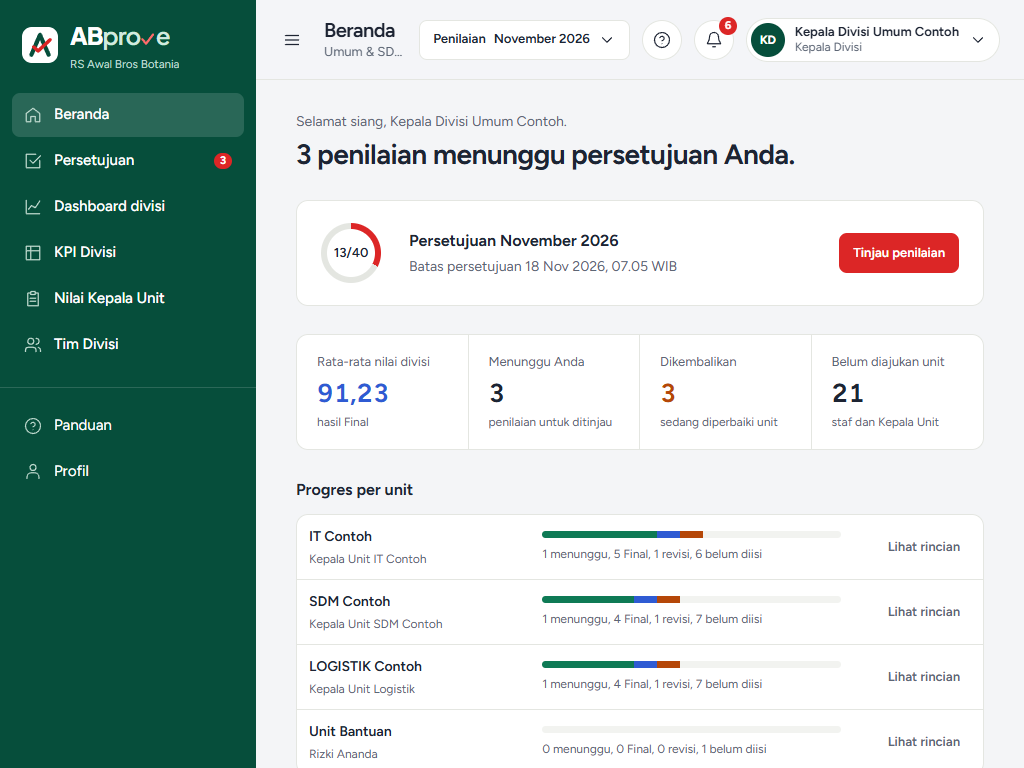 ABprove
RS Awal Bros Botania
Beranda
Persetujuan 3
Dashboard divisi
KPI Divisi
Nilai Kepala Unit
Tim Divisi
Panduan
Profil
Beranda
Umum & SD...
Penilaian November 2026
6
KD
Kepala Divisi Umum Contoh
Kepala Divisi
Selamat siang, Kepala Divisi Umum Contoh.
3 penilaian menunggu persetujuan Anda.
13/40
Persetujuan November 2026
Batas persetujuan 18 Nov 2026, 07.05 WIB
Tinjau penilaian
Rata-rata nilai divisi
91,23
hasil Final
Menunggu Anda
3
penilaian untuk ditinjau
Dikembalikan
3
sedang diperbaiki unit
Belum diajukan unit
21
staf dan Kepala Unit
Progres per unit
IT Contoh
Kepala Unit IT Contoh
1 menunggu, 5 Final, 1 revisi, 6 belum diisi
Lihat rincian
SDM Contoh
Kepala Unit SDM Contoh
1 menunggu, 4 Final, 1 revisi, 7 belum diisi
Lihat rincian
LOGISTIK Contoh
Kepala Unit Logistik
1 menunggu, 4 Final, 1 revisi, 7 belum diisi
Lihat rincian
Unit Bantuan
Rizki Ananda
0 menunggu, 0 Final, 0 revisi, 1 belum diisi
Lihat rincian